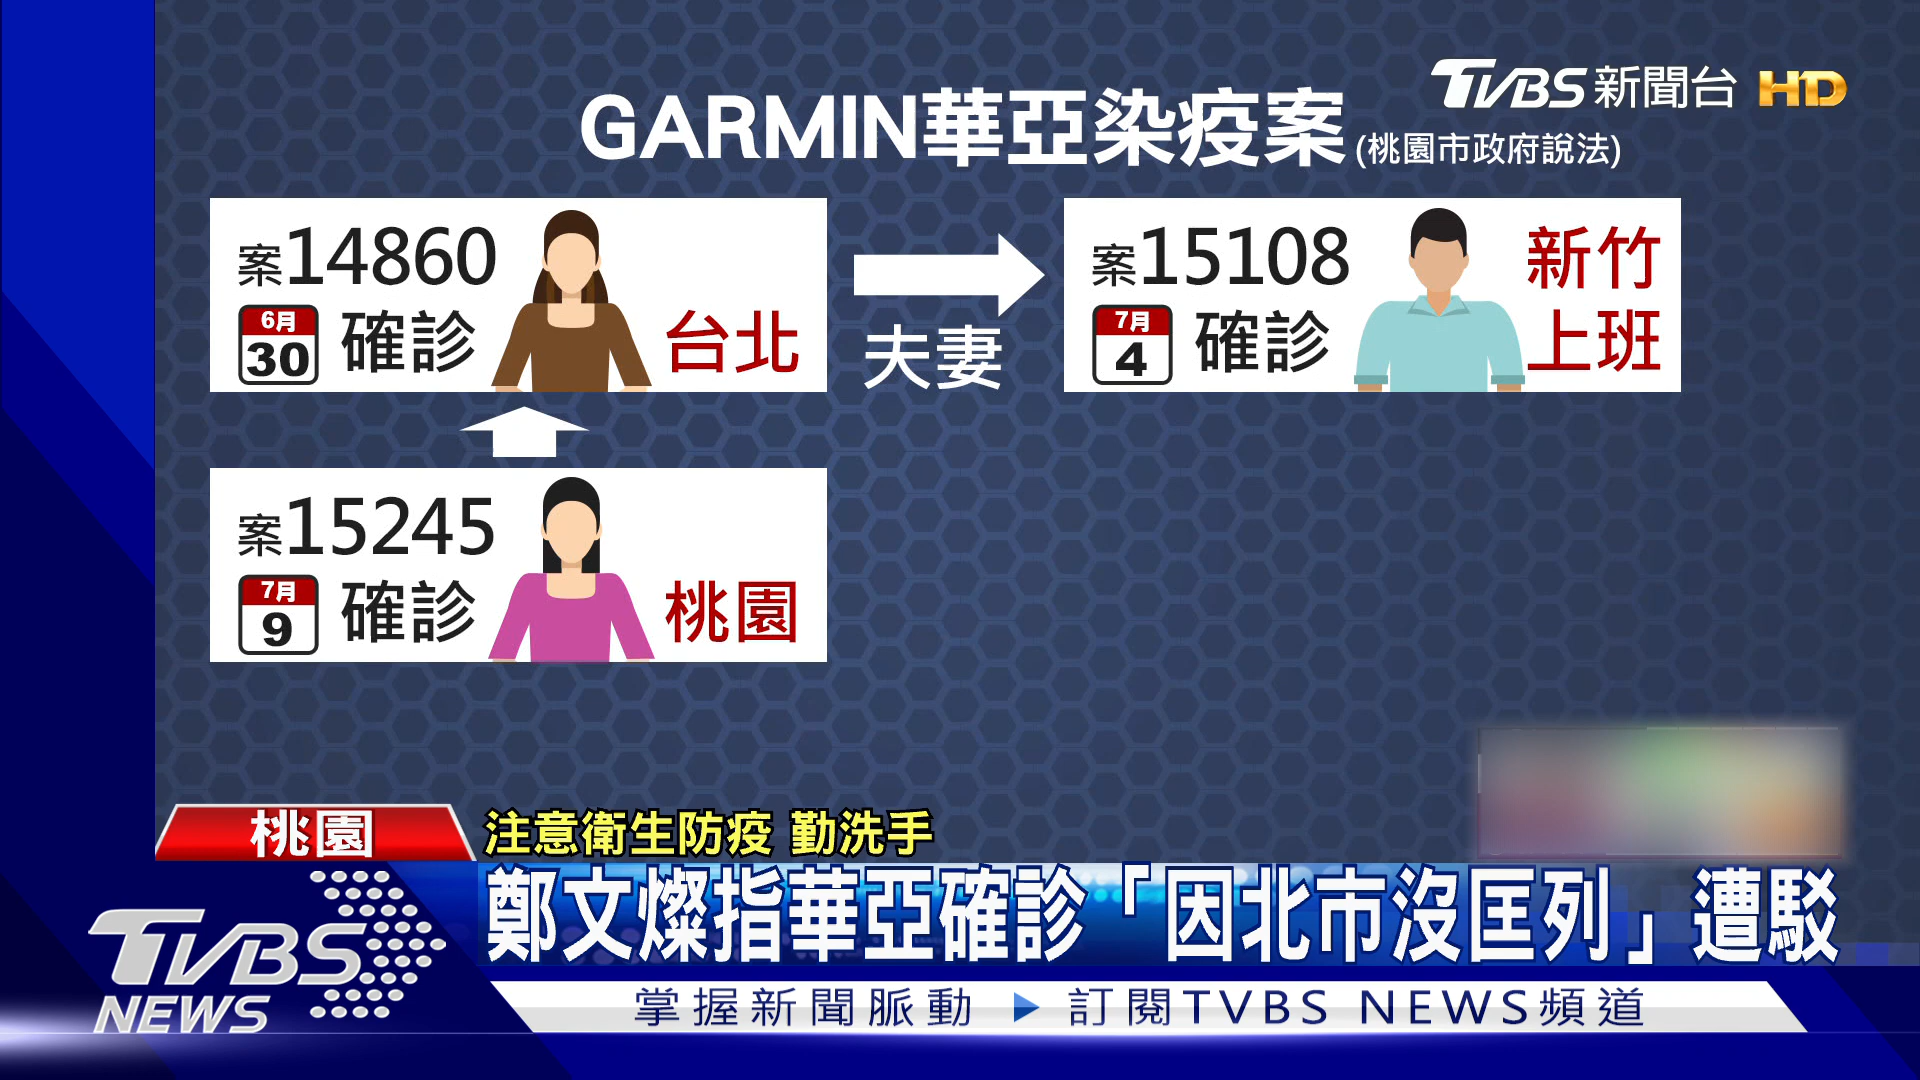 TVBS新聞台 HD
GARMIN華亞染疫案(桃園市政府說法)
案14860
6月
30
確診
台北
夫妻
案15108
7月
4
確診
新竹
上班
案15245
7月
9
確診
桃園
桃園
注意衛生防疫 勤洗手
鄭文燦指華亞確診「因北市沒匡列」遭駁
TVBS
NEWS
掌握新聞脈動 ▶ 訂閱TVBS NEWS頻道